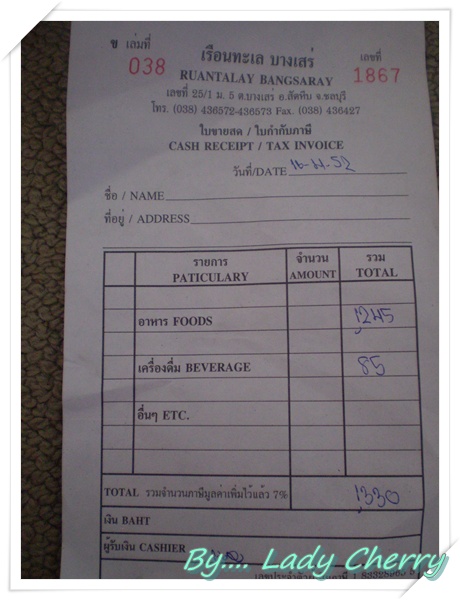 ข เล่มที่ 038
เรือนทะเล บางเสร่
เลขที่ 1867
RUANTALAY BANGSARAY
เลขที่ 25/1 ม. 5 ต.บางเสร่ อ.สัตหีบ จ.ชลบุรี
โทร. (038) 436572-436573 Fax. (038) 436427
ใบขายสด / ใบกำกับภาษี
CASH RECEIPT / TAX INVOICE
วันที่/DATE
ชื่อ / NAME
ที่อยู่ / ADDRESS
รายการ จำนวน รวม
PATICULARY AMOUNT TOTAL
อาหาร FOODS 1,245
เครื่องดื่ม BEVERAGE 85
อื่นๆ ETC.
TOTAL รวมจำนวนภาษีมูลค่าเพิ่มไว้แล้ว 7% 1,330
เงิน BAHT
ผู้รับเงิน CASHIER
By.... Lady Cherry